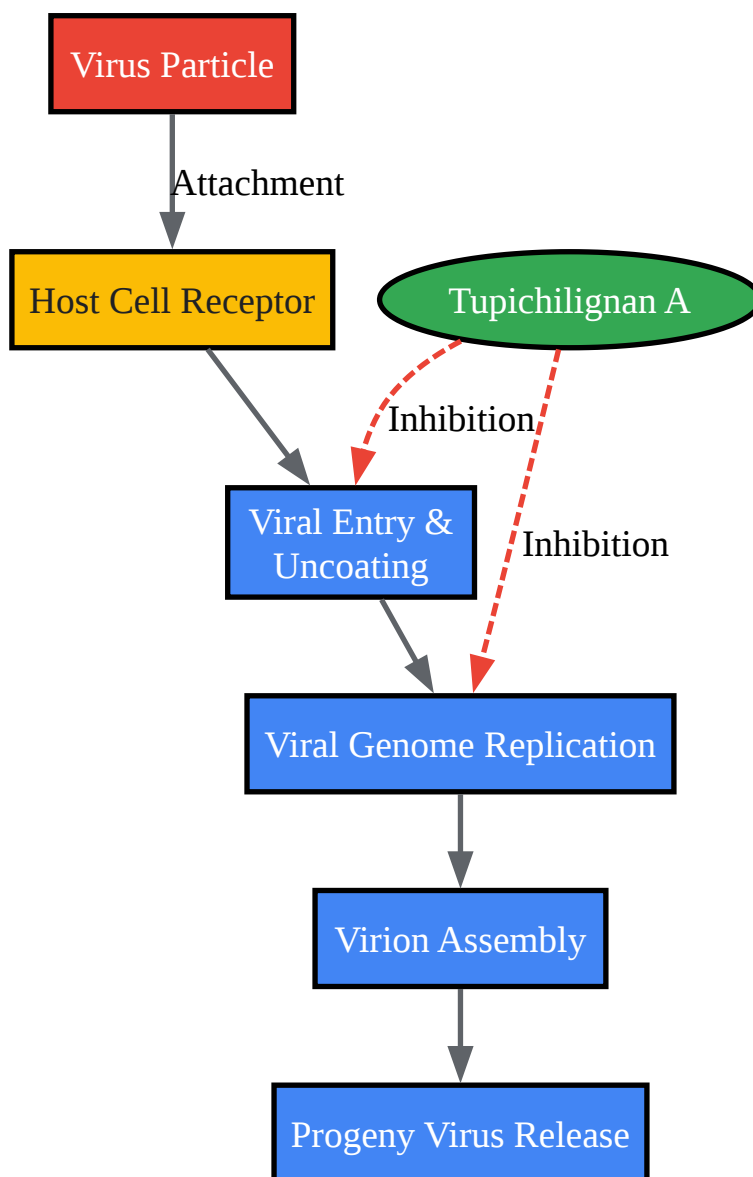 Virus Particle
Attachment
Host Cell Receptor
Tupichilignan A
Inhibition
Viral Entry &
Uncoating
Inhibition
Viral Genome Replication
Virion Assembly
Progeny Virus Release